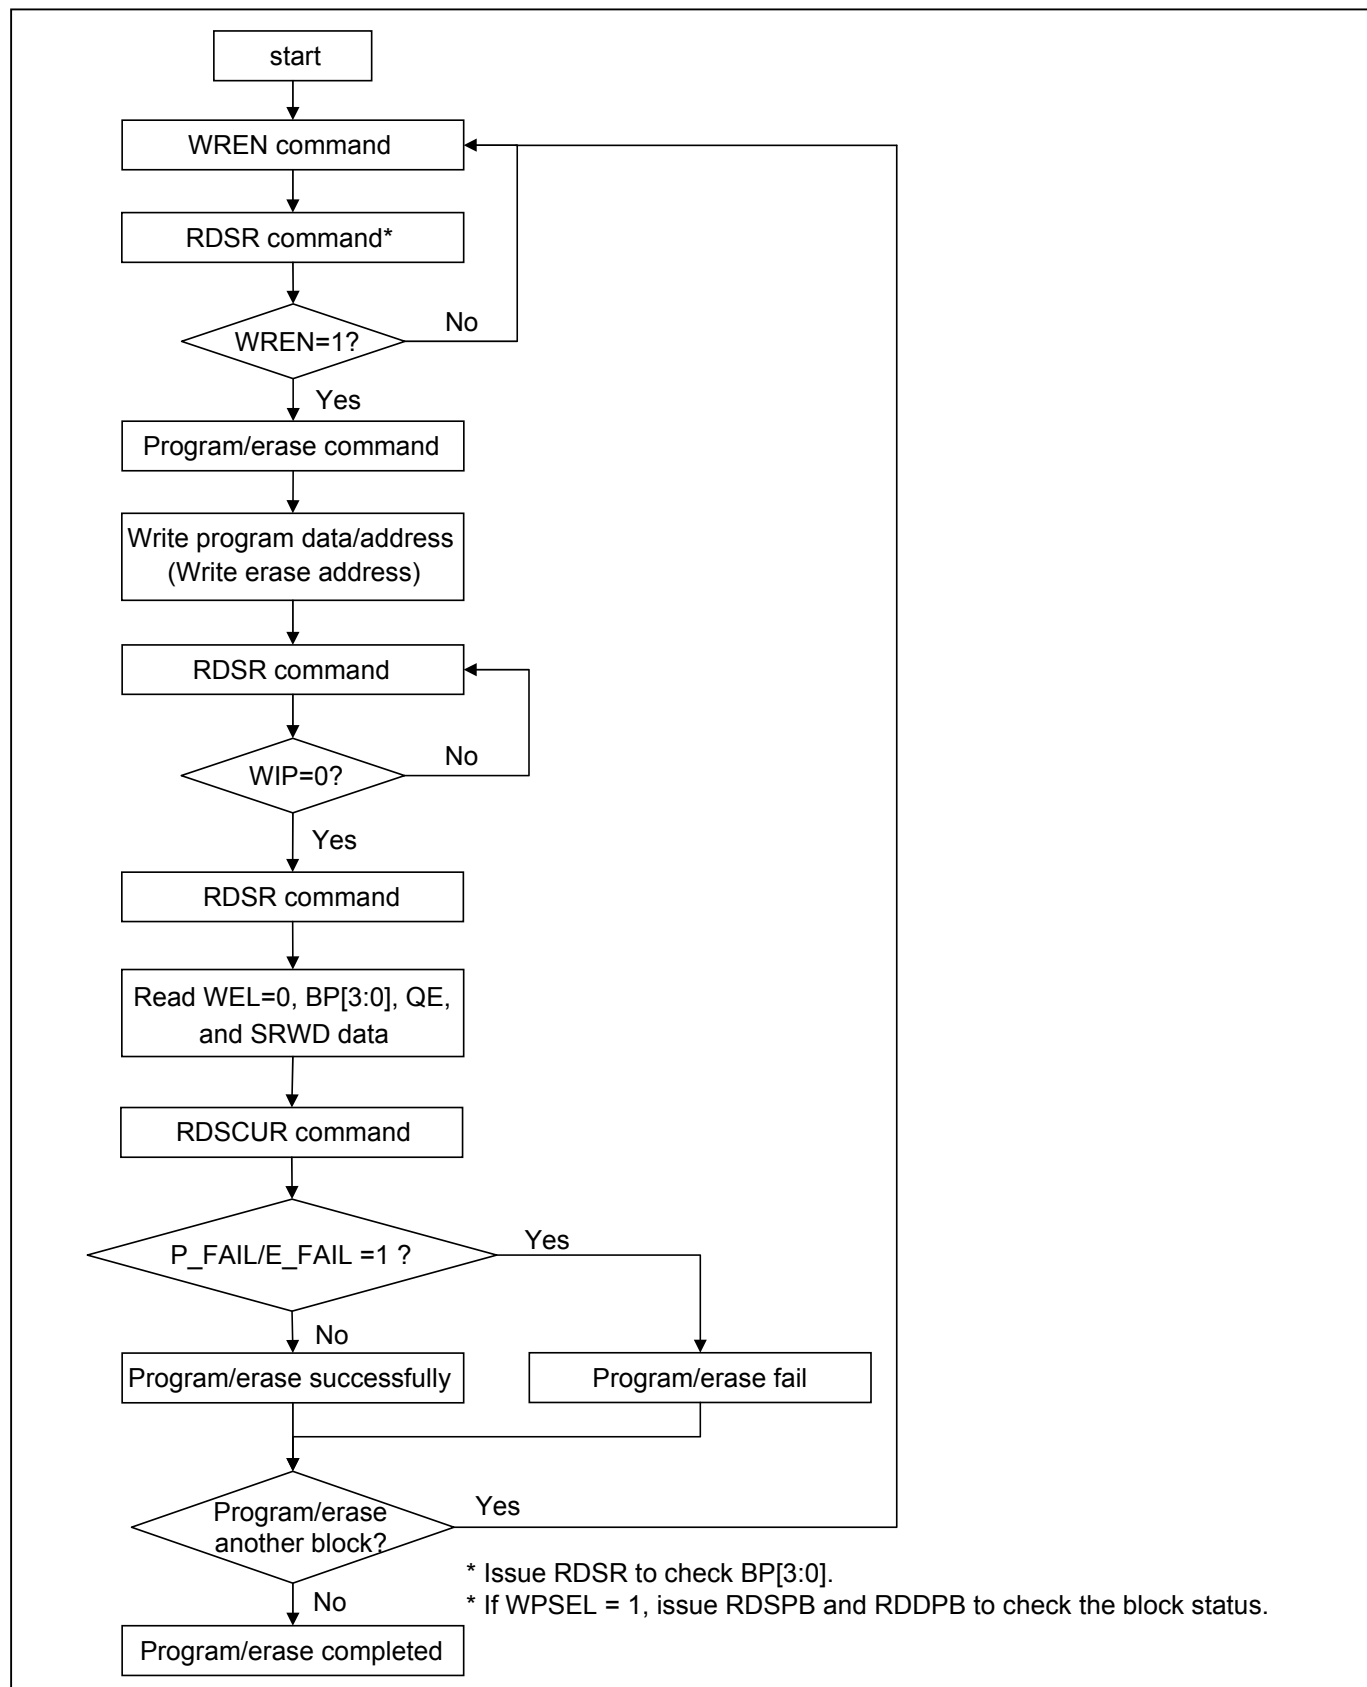 start
WREN command
RDSR command*
WREN=1?
No
Yes
Program/erase command
Write program data/address
(Write erase address)
RDSR command
WIP=0?
No
Yes
RDSR command
Read WEL=0, BP[3:0], QE,
and SRWD data
RDSCUR command
P_FAIL/E_FAIL =1 ?
Yes
No
Program/erase successfully
Program/erase fail
Program/erase
another block?
Yes
* Issue RDSR to check BP[3:0].
* If WPSEL = 1, issue RDSPB and RDDPB to check the block status.
No
Program/erase completed